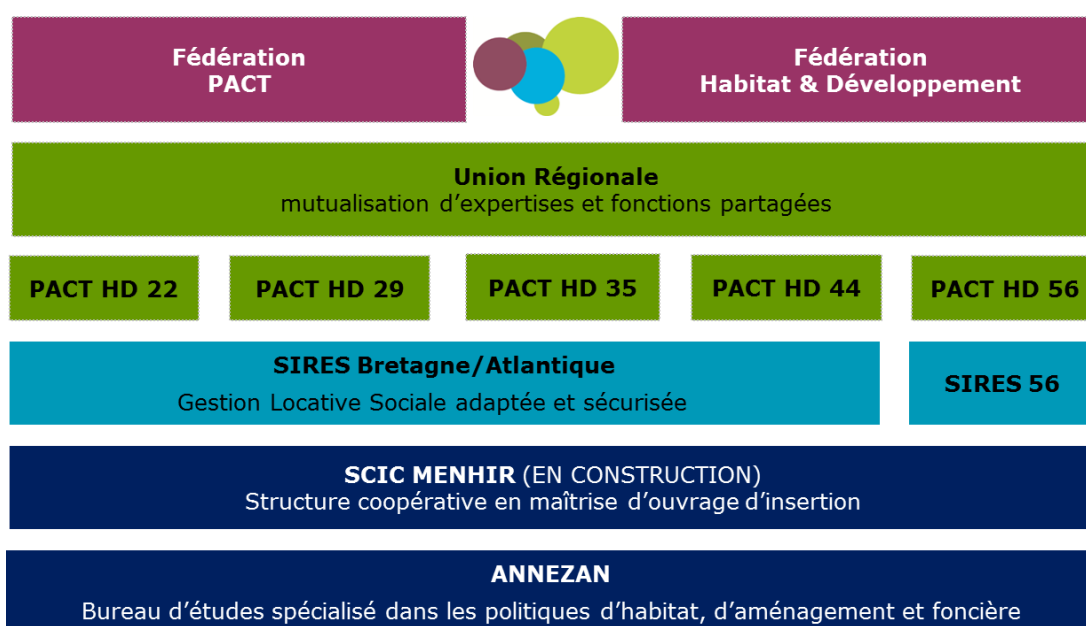 Fédération
PACT
Fédération
Habitat & Développement
Union Régionale
mutualisation d'expertises et fonctions partagées
PACT HD 22
PACT HD 29
PACT HD 35
PACT HD 44
PACT HD 56
SIRES Bretagne/Atlantique
Gestion Locative Sociale adaptée et sécurisée
SIRES 56
SCIC MENHIR (EN CONSTRUCTION)
Structure coopérative en maîtrise d'ouvrage d'insertion
ANNEZAN
Bureau d'études spécialisé dans les politiques d'habitat, d'aménagement et foncière